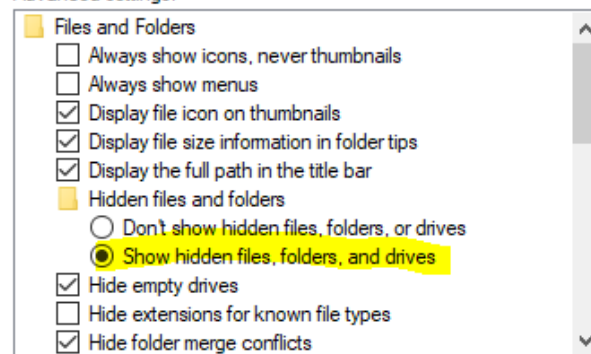 Files and Folders
Always show icons, never thumbnails
Always show menus
Display file icon on thumbnails
Display file size information in folder tips
Display the full path in the title bar
Hidden files and folders
Don't show hidden files, folders, or drives
Show hidden files, folders, and drives
Hide empty drives
Hide extensions for known file types
Hide folder merge conflicts